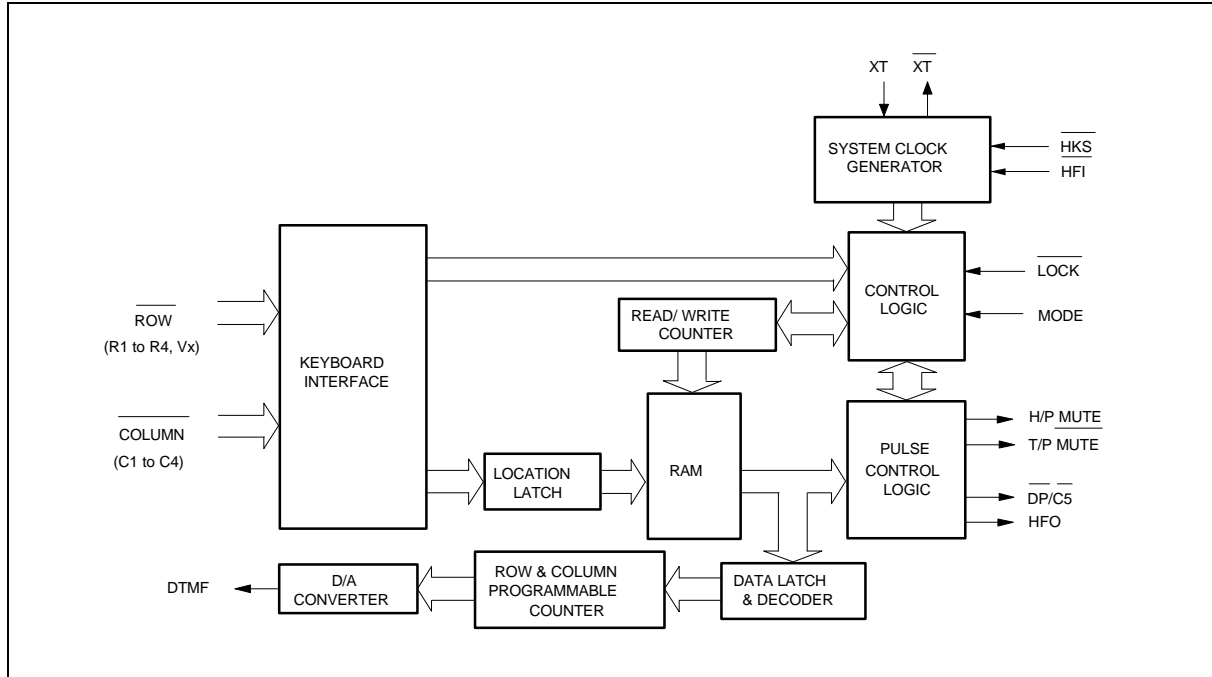 XT XT
SYSTEM CLOCK
GENERATOR
HKS
HFI
ROW
(R1 to R4, Vx)
COLUMN
(C1 to C4)
KEYBOARD
INTERFACE
READ/ WRITE
COUNTER
CONTROL
LOGIC
LOCK
MODE
LOCATION
LATCH
RAM
PULSE
CONTROL
LOGIC
H/P MUTE
T/P MUTE
DP/C5
HFO
DTMF
D/A
CONVERTER
ROW & COLUMN
PROGRAMMABLE
COUNTER
DATA LATCH
& DECODER